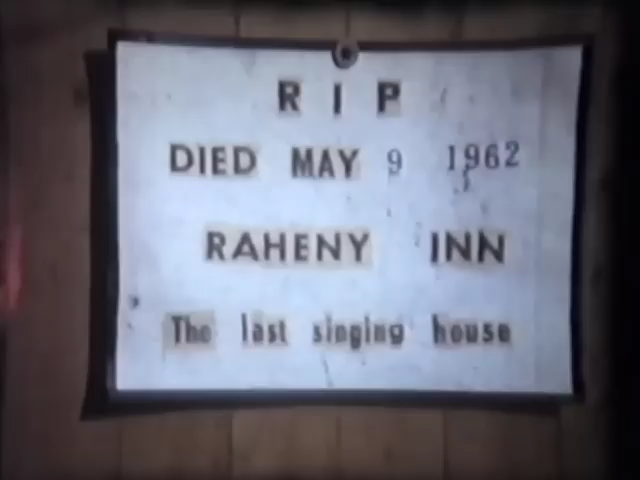 R I P
DIED MAY 9 1962
RAHENY INN
The last singing house